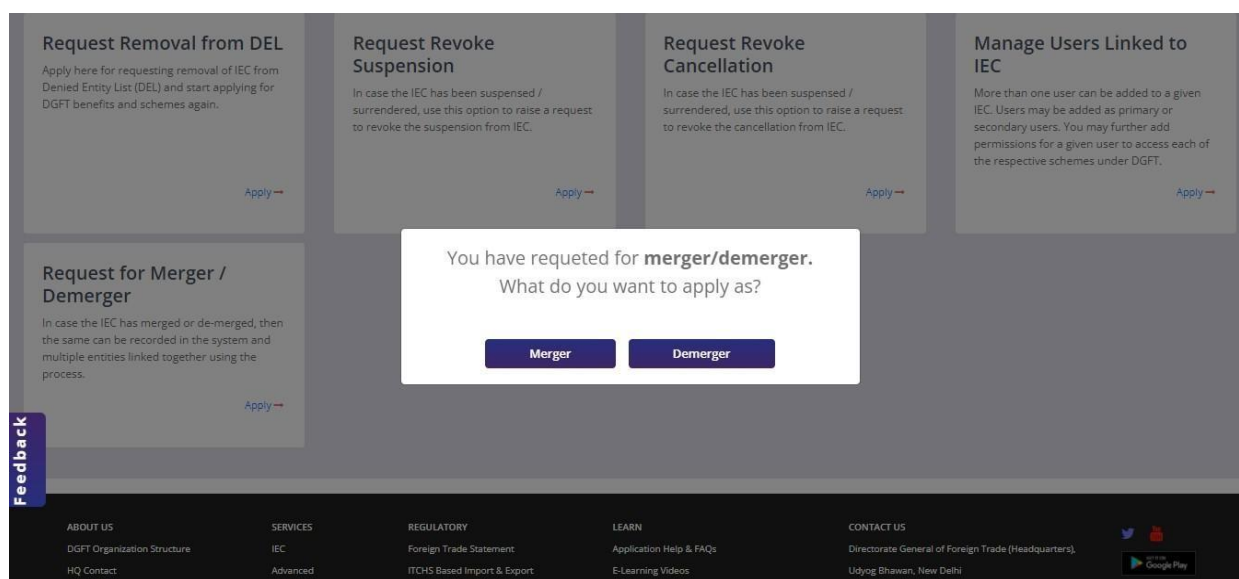 Request Removal from DEL
Apply here for requesting removal of IEC from
Denied Entity List (DEL) and start applying for
DGFT benefits and schemes again.
Apply
Request Revoke
Suspension
In case the IEC has been suspended /
surrendered, use this option to raise a request
to revoke the suspension from IEC.
Apply
Request Revoke
Cancellation
In case the IEC has been suspended /
surrendered, use this option to raise a request
to revoke the cancellation from IEC.
Apply
Manage Users Linked to
IEC
More than one user can be added to a given
IEC. Users may be added as primary or
secondary users. You may further add
permissions for a given user to access each of
the respective schemes under DGFT.
Apply
Request for Merger /
Demerger
In case the IEC has merged or de-merged, then
the same can be recorded in the system and
multiple entities linked together using the
process.
Apply
You have requeted for merger/demerger.
What do you want to apply as?
Merger
Demerger
Feedback
ABOUT US
DGFT Organization Structure
HQ Contact
SERVICES
IEC
Advanced
REGULATORY
Foreign Trade Statement
ITCHS Based Import & Export
LEARN
Application Help & FAQs
E-Learning Videos
CONTACT US
Directorate General of Foreign Trade (Headquarters),
Udyog Bhawan, New Delhi
GET IT ON
Google Play